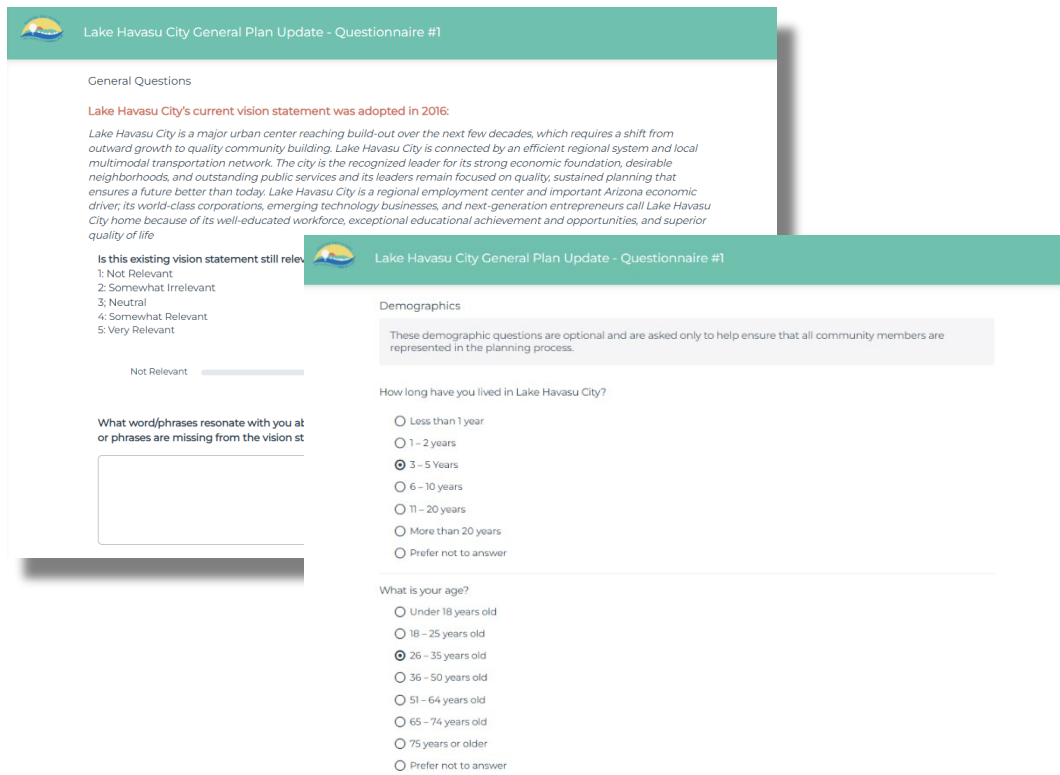 Lake Havasu City General Plan Update - Questionnaire #1
General Questions
Lake Havasu City's current vision statement was adopted in 2016:
Lake Havasu City is a major urban center reaching build-out over the next few decades, which requires a shift from
outward growth to quality community building. Lake Havasu City is connected by an efficient regional system and local
multimodal transportation network. The city is the recognized leader for its strong economic foundation, desirable
neighborhoods, and outstanding public services and its leaders remain focused on quality, sustained planning that
ensures a future better than today. Lake Havasu City is a regional employment center and important Arizona economic
driver; its world-class corporations, emerging technology businesses, and next-generation entrepreneurs call Lake Havasu
City home because of its well-educated workforce, exceptional educational achievement and opportunities, and superior
quality of life
Is this existing vision statement still relev
1: Not Relevant
2: Somewhat Irrelevant
3; Neutral
4: Somewhat Relevant
5: Very Relevant
Not Relevant
What word/phrases resonate with you ab
or phrases are missing from the vision st
Lake Havasu City General Plan Update - Questionnaire #1
Demographics
These demographic questions are optional and are asked only to help ensure that all community members are
represented in the planning process.
How long have you lived in Lake Havasu City?
Less than 1 year
1 – 2 years
3 – 5 Years
6 – 10 years
11 – 20 years
More than 20 years
Prefer not to answer
What is your age?
Under 18 years old
18 – 25 years old
26 – 35 years old
36 – 50 years old
51 – 64 years old
65 – 74 years old
75 years or older
Prefer not to answer